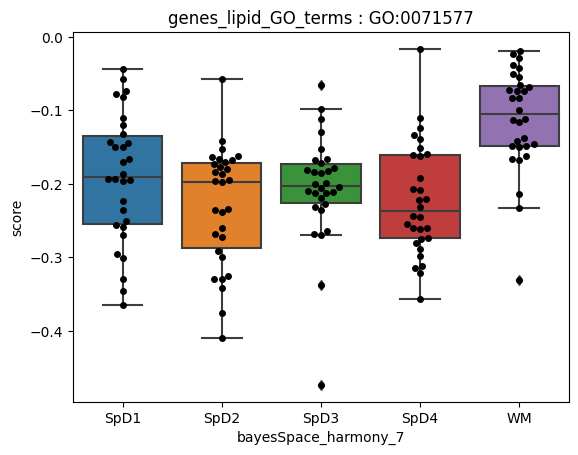 genes_lipid_GO_terms : GO:0071577
0.0
−0.1
−0.2
−0.3
−0.4
score
SpD1 SpD2 SpD3 SpD4 WM
bayesSpace_harmony_7